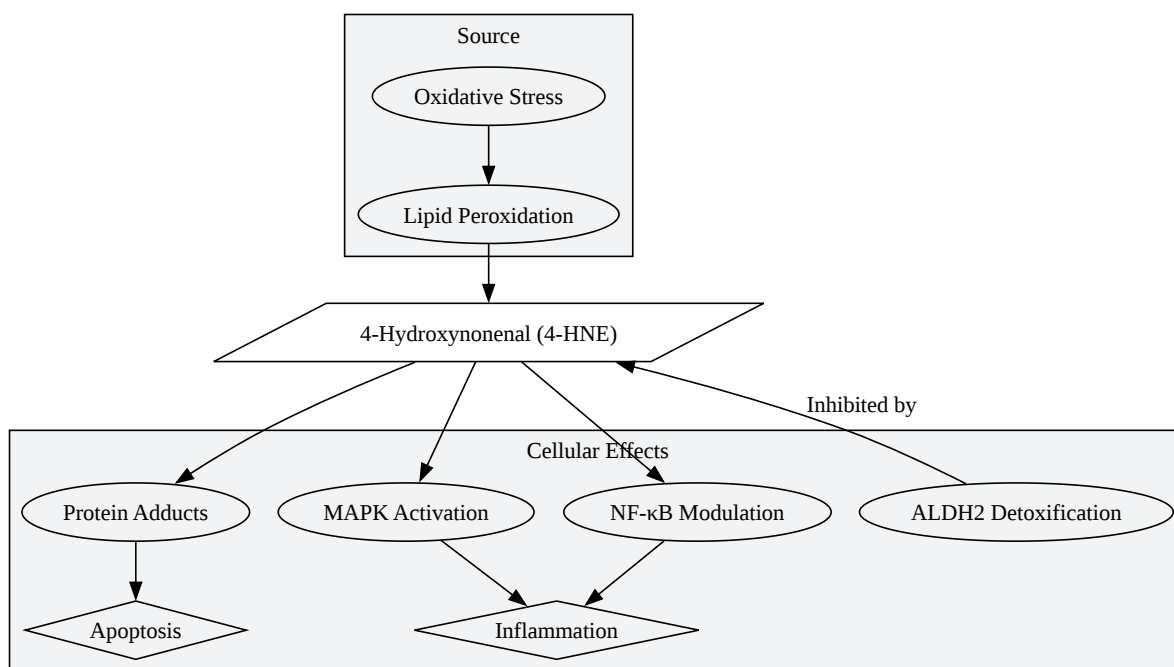 Source
Oxidative Stress
Lipid Peroxidation
4-Hydroxynonenal (4-HNE)
Inhibited by
Cellular Effects
Protein Adducts
MAPK Activation
NF-κB Modulation
ALDH2 Detoxification
Apoptosis
Inflammation